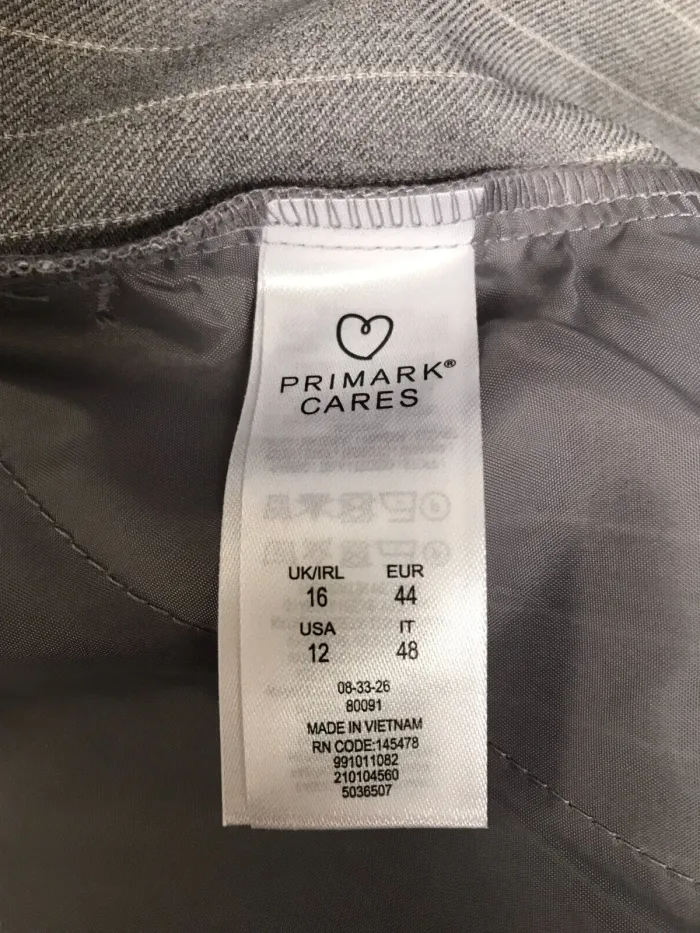 PRIMARK®
CARES
UK/IRL EUR
16 44
USA IT
12 48
08-33-26
80091
MADE IN VIETNAM
RN CODE:145478
991011082
210104560
5036507